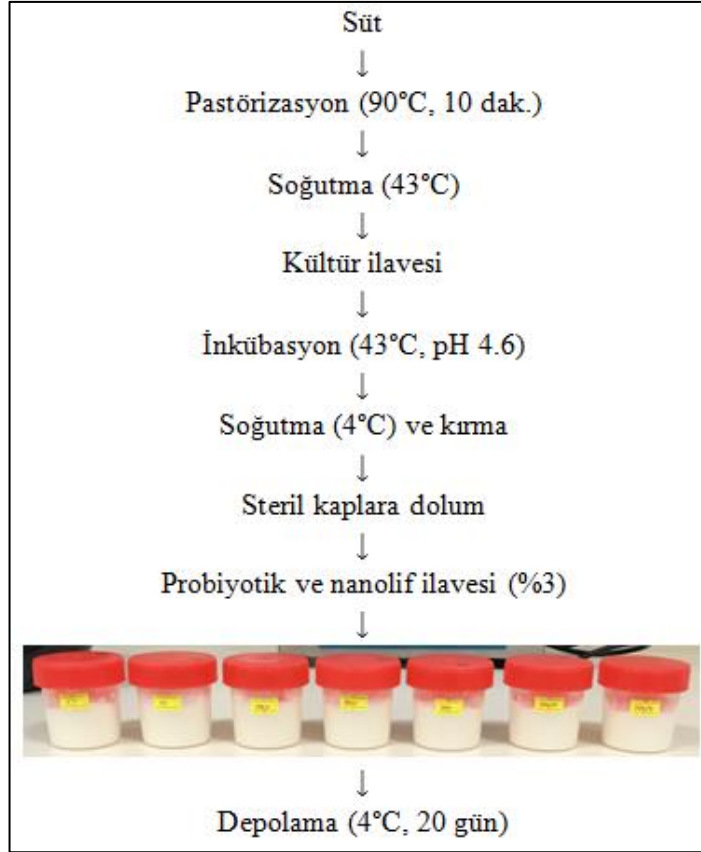 Süt
↓
Pastörizasyon (90°C, 10 dak.)
↓
Soğutma (43°C)
↓
Kültür ilavesi
↓
İnkübasyon (43°C, pH 4.6)
↓
Soğutma (4°C) ve kırma
↓
Steril kaplara dolum
↓
Probiyotik ve nanolif ilavesi (%3)
↓
↓
Depolama (4°C, 20 gün)